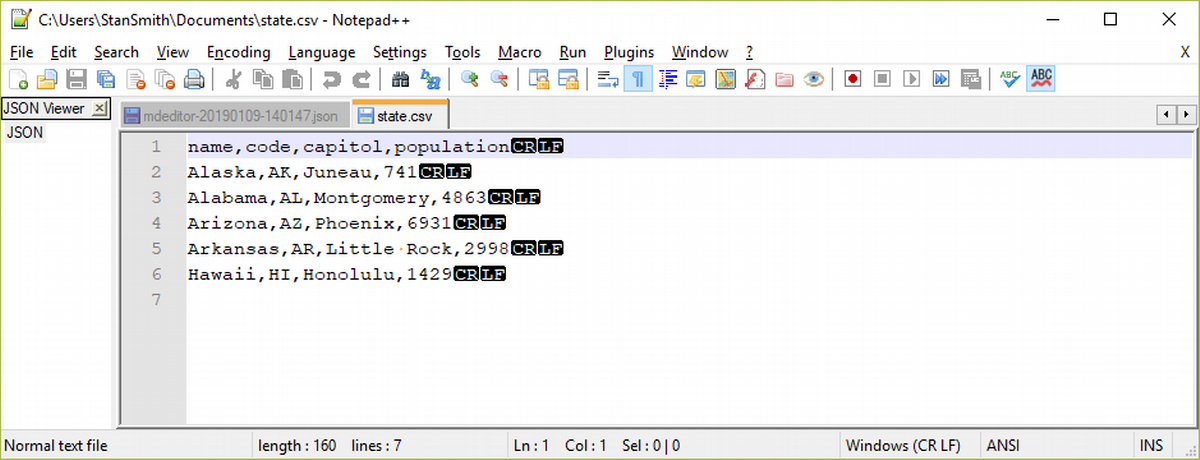 C:\Users\StanSmith\Documents\state.csv - Notepad++
File Edit Search View Encoding Language Settings Tools Macro Run Plugins Window ? X
ABC ABC
JSON Viewer mdeditor-20190109-140147.json state.csv
JSON
1 name,code,capitol,populationCRLF
2 Alaska,AK,Juneau,741CRLF
3 Alabama,AL,Montgomery,4863CRLF
4 Arizona,AZ,Phoenix,6931CRLF
5 Arkansas,AR,Little·Rock,2998CRLF
6 Hawaii,HI,Honolulu,1429CRLF
7
Normal text file length : 160 lines : 7 Ln : 1 Col : 1 Sel : 0 | 0 Windows (CR LF) ANSI INS